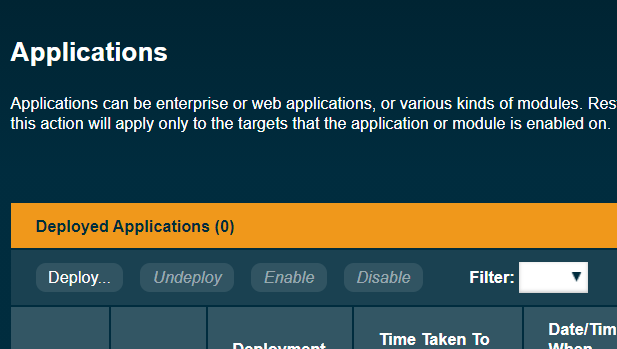 Applications
Applications can be enterprise or web applications, or various kinds of modules. Res
this action will apply only to the targets that the application or module is enabled on.
Deployed Applications (0)
Deploy... Undeploy Enable Disable Filter:
Deployment Time Taken To Date/Tim
When